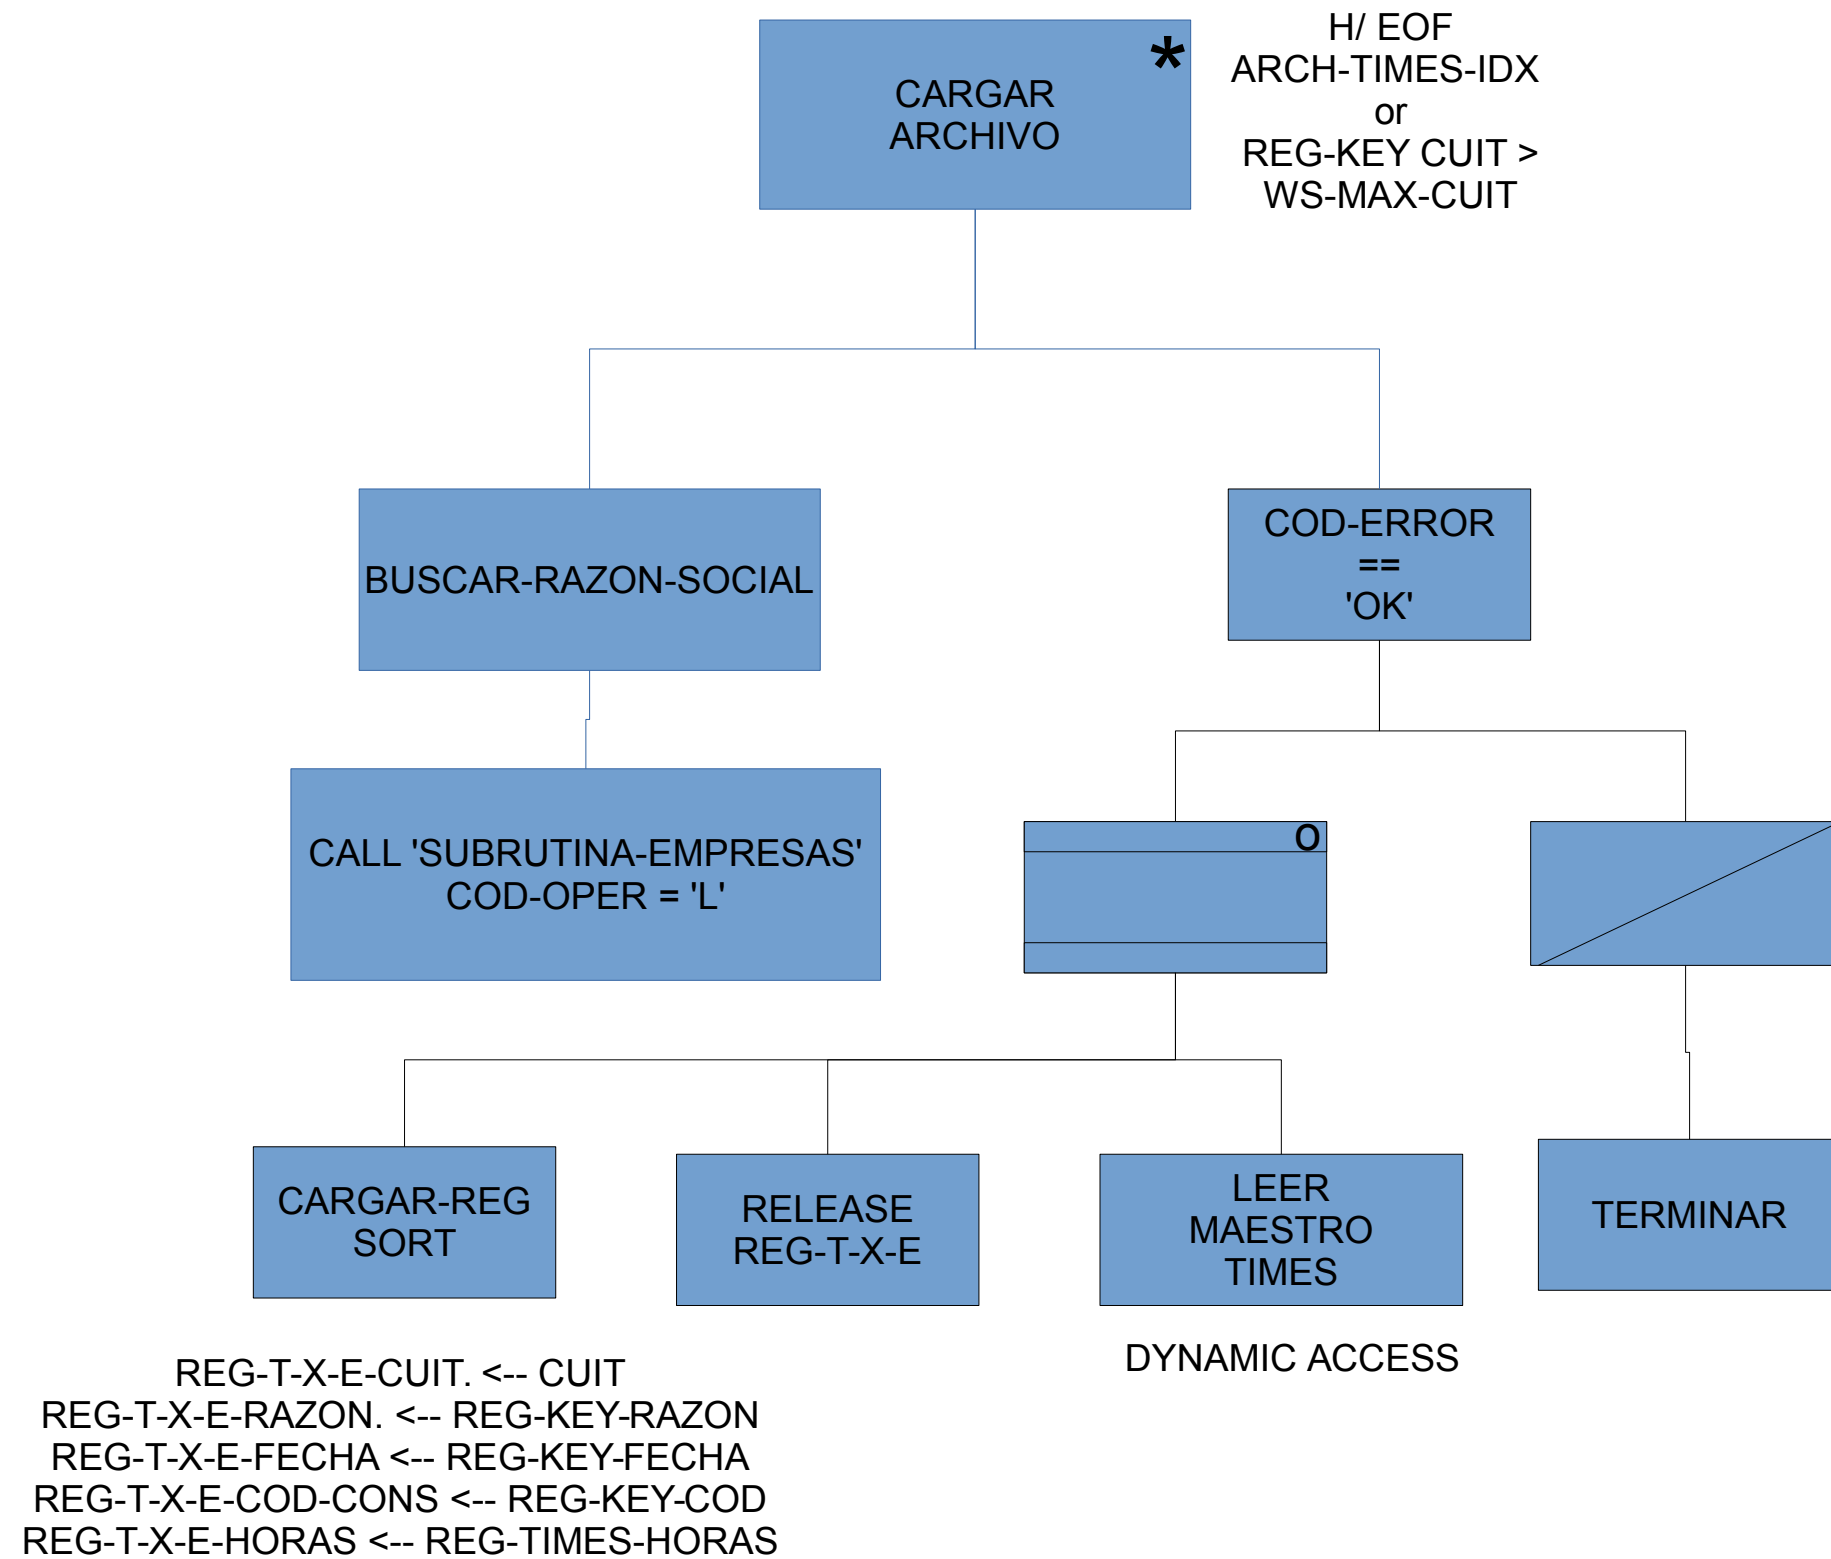 CARGAR
ARCHIVO
*
H/ EOF
ARCH-TIMES-IDX
or
REG-KEY CUIT >
WS-MAX-CUIT
BUSCAR-RAZON-SOCIAL
COD-ERROR
==
'OK'
CALL 'SUBRUTINA-EMPRESAS'
COD-OPER = 'L'
o
CARGAR-REG
SORT
RELEASE
REG-T-X-E
LEER
MAESTRO
TIMES
TERMINAR
DYNAMIC ACCESS
REG-T-X-E-CUIT. <-- CUIT
REG-T-X-E-RAZON. <-- REG-KEY-RAZON
REG-T-X-E-FECHA <-- REG-KEY-FECHA
REG-T-X-E-COD-CONS <-- REG-KEY-COD
REG-T-X-E-HORAS <-- REG-TIMES-HORAS